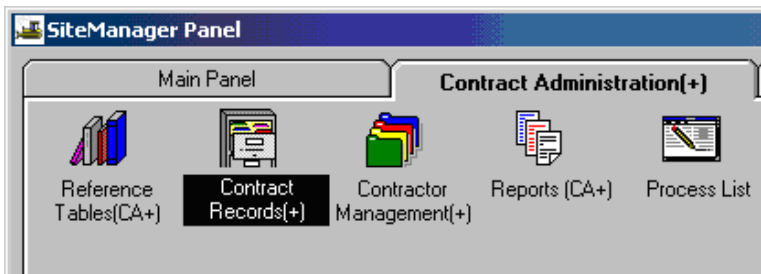 SiteManager Panel
Main Panel
Contract Administration(+)
Reference
Tables(CA+)
Contract
Records(+)
Contractor
Management(+)
Reports (CA+)
Process List